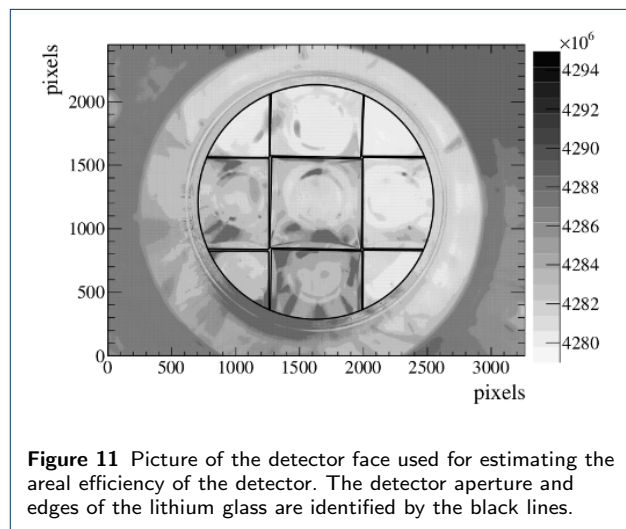 pixels
2000
1500
1000
500
0
0 500 1000 1500 2000 2500 3000
pixels
×10⁶
4294
4292
4290
4288
4286
4284
4282
4280
Figure 11 Picture of the detector face used for estimating the
areal efficiency of the detector. The detector aperture and
edges of the lithium glass are identified by the black lines.